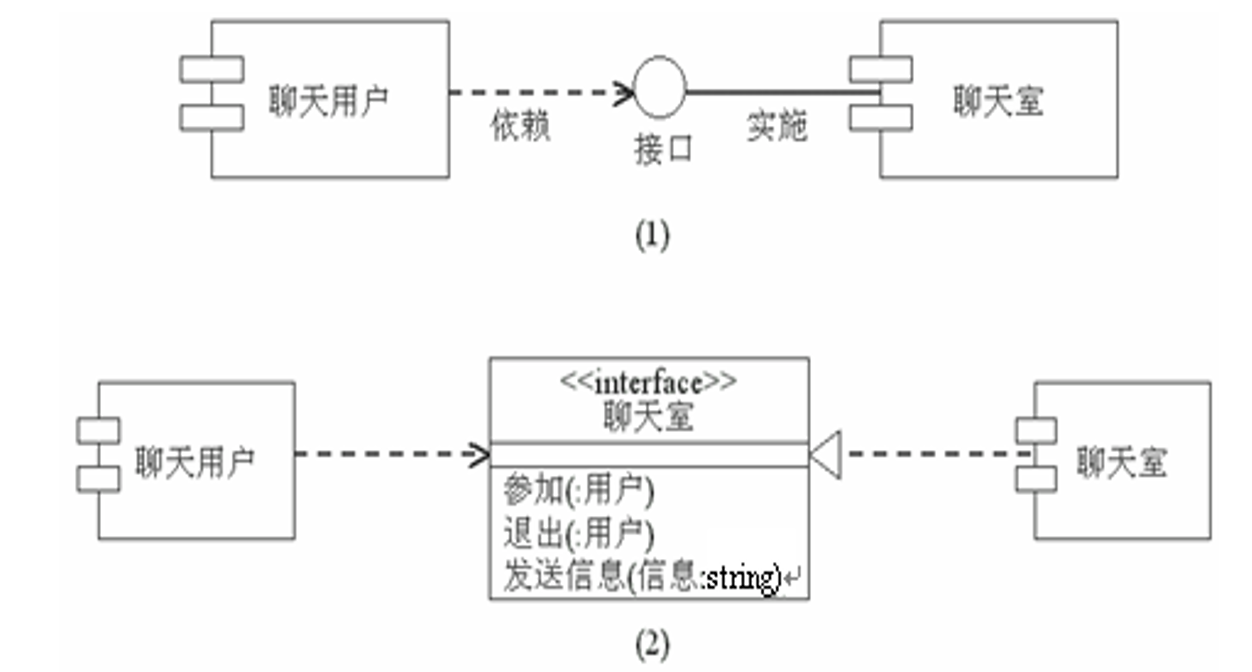 聊天用户
依赖
接口
实施
聊天室
(1)
<<interface>>
聊天室
聊天用户
参加(:用户)
退出(:用户)
发送信息(信息:string)↵
聊天室
(2)